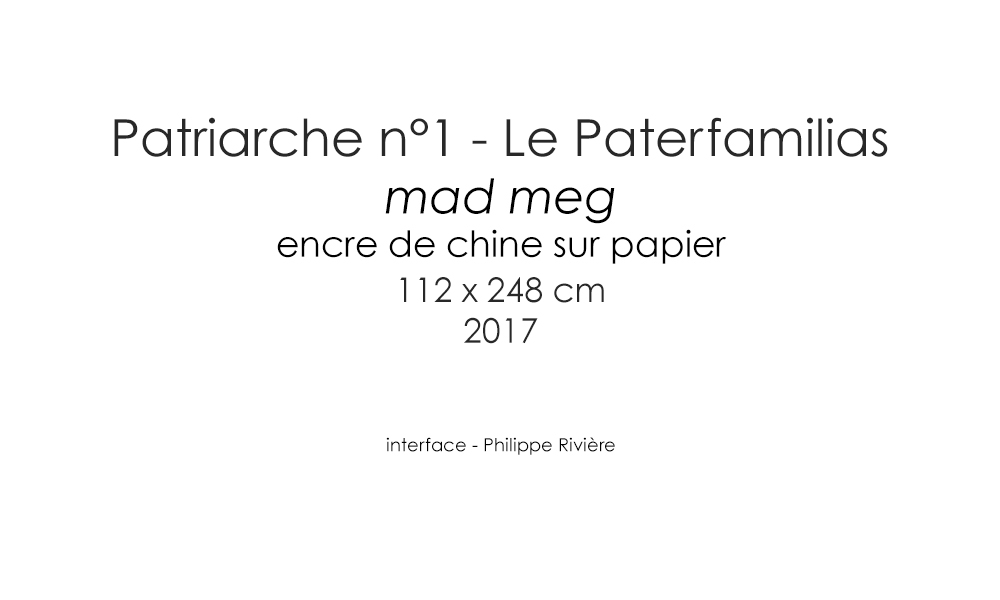 Patriarche n°1 - Le Paterfamilias
mad meg
encre de chine sur papier
112 x 248 cm
2017
interface - Philippe Rivière